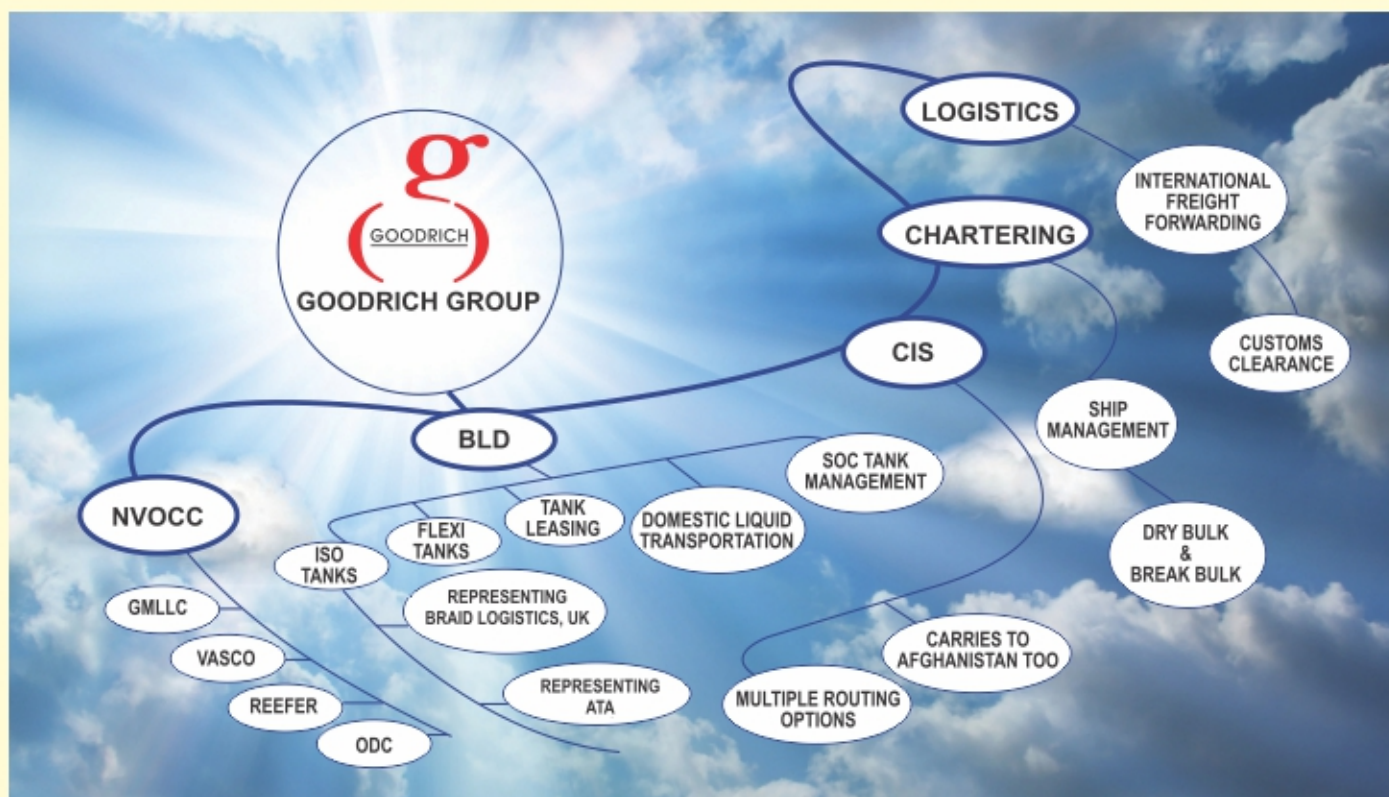 g
GOODRICH
GOODRICH GROUP
LOGISTICS
INTERNATIONAL
FREIGHT
FORWARDING
CUSTOMS
CLEARANCE
CHARTERING
SHIP
MANAGEMENT
DRY BULK
&
BREAK BULK
CIS
CARRIES TO
AFGHANISTAN TOO
MULTIPLE ROUTING
OPTIONS
BLD
SOC TANK
MANAGEMENT
DOMESTIC LIQUID
TRANSPORTATION
TANK
LEASING
FLEXI
TANKS
ISO
TANKS
REPRESENTING
BRAID LOGISTICS, UK
REPRESENTING
ATA
NVOCC
GMLLC
VASCO
REEFER
ODC